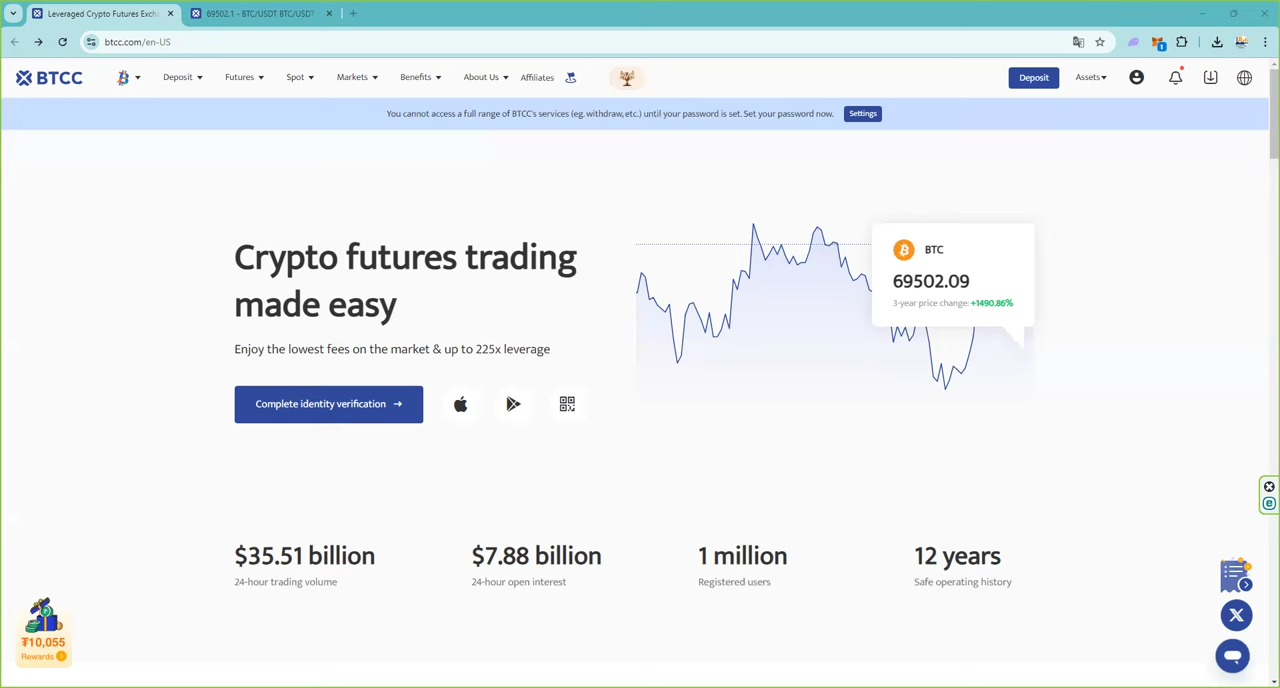 Leveraged Crypto Futures Exch
69502.1 - BTC/USDT BTC/USDT
btcc.com/en-US
1
BTCC
Deposit
Futures
Spot
Markets
Benefits
About Us
Affiliates
Deposit
Assets
You cannot access a full range of BTCC's services (eg. withdraw,etc.) until your password is set. Set your password now.
Settings
Crypto futures trading
made easy
Enjoy the lowest fees on the market & up to 225x leverage
Complete identity verification →
BTC
69502.09
3-year price change: +1490.86%
$35.51 billion
24-hour trading volume
$7.88 billion
24-hour open interest
1 million
Registered users
12 years
Safe operating history
₮10,055
Rewards